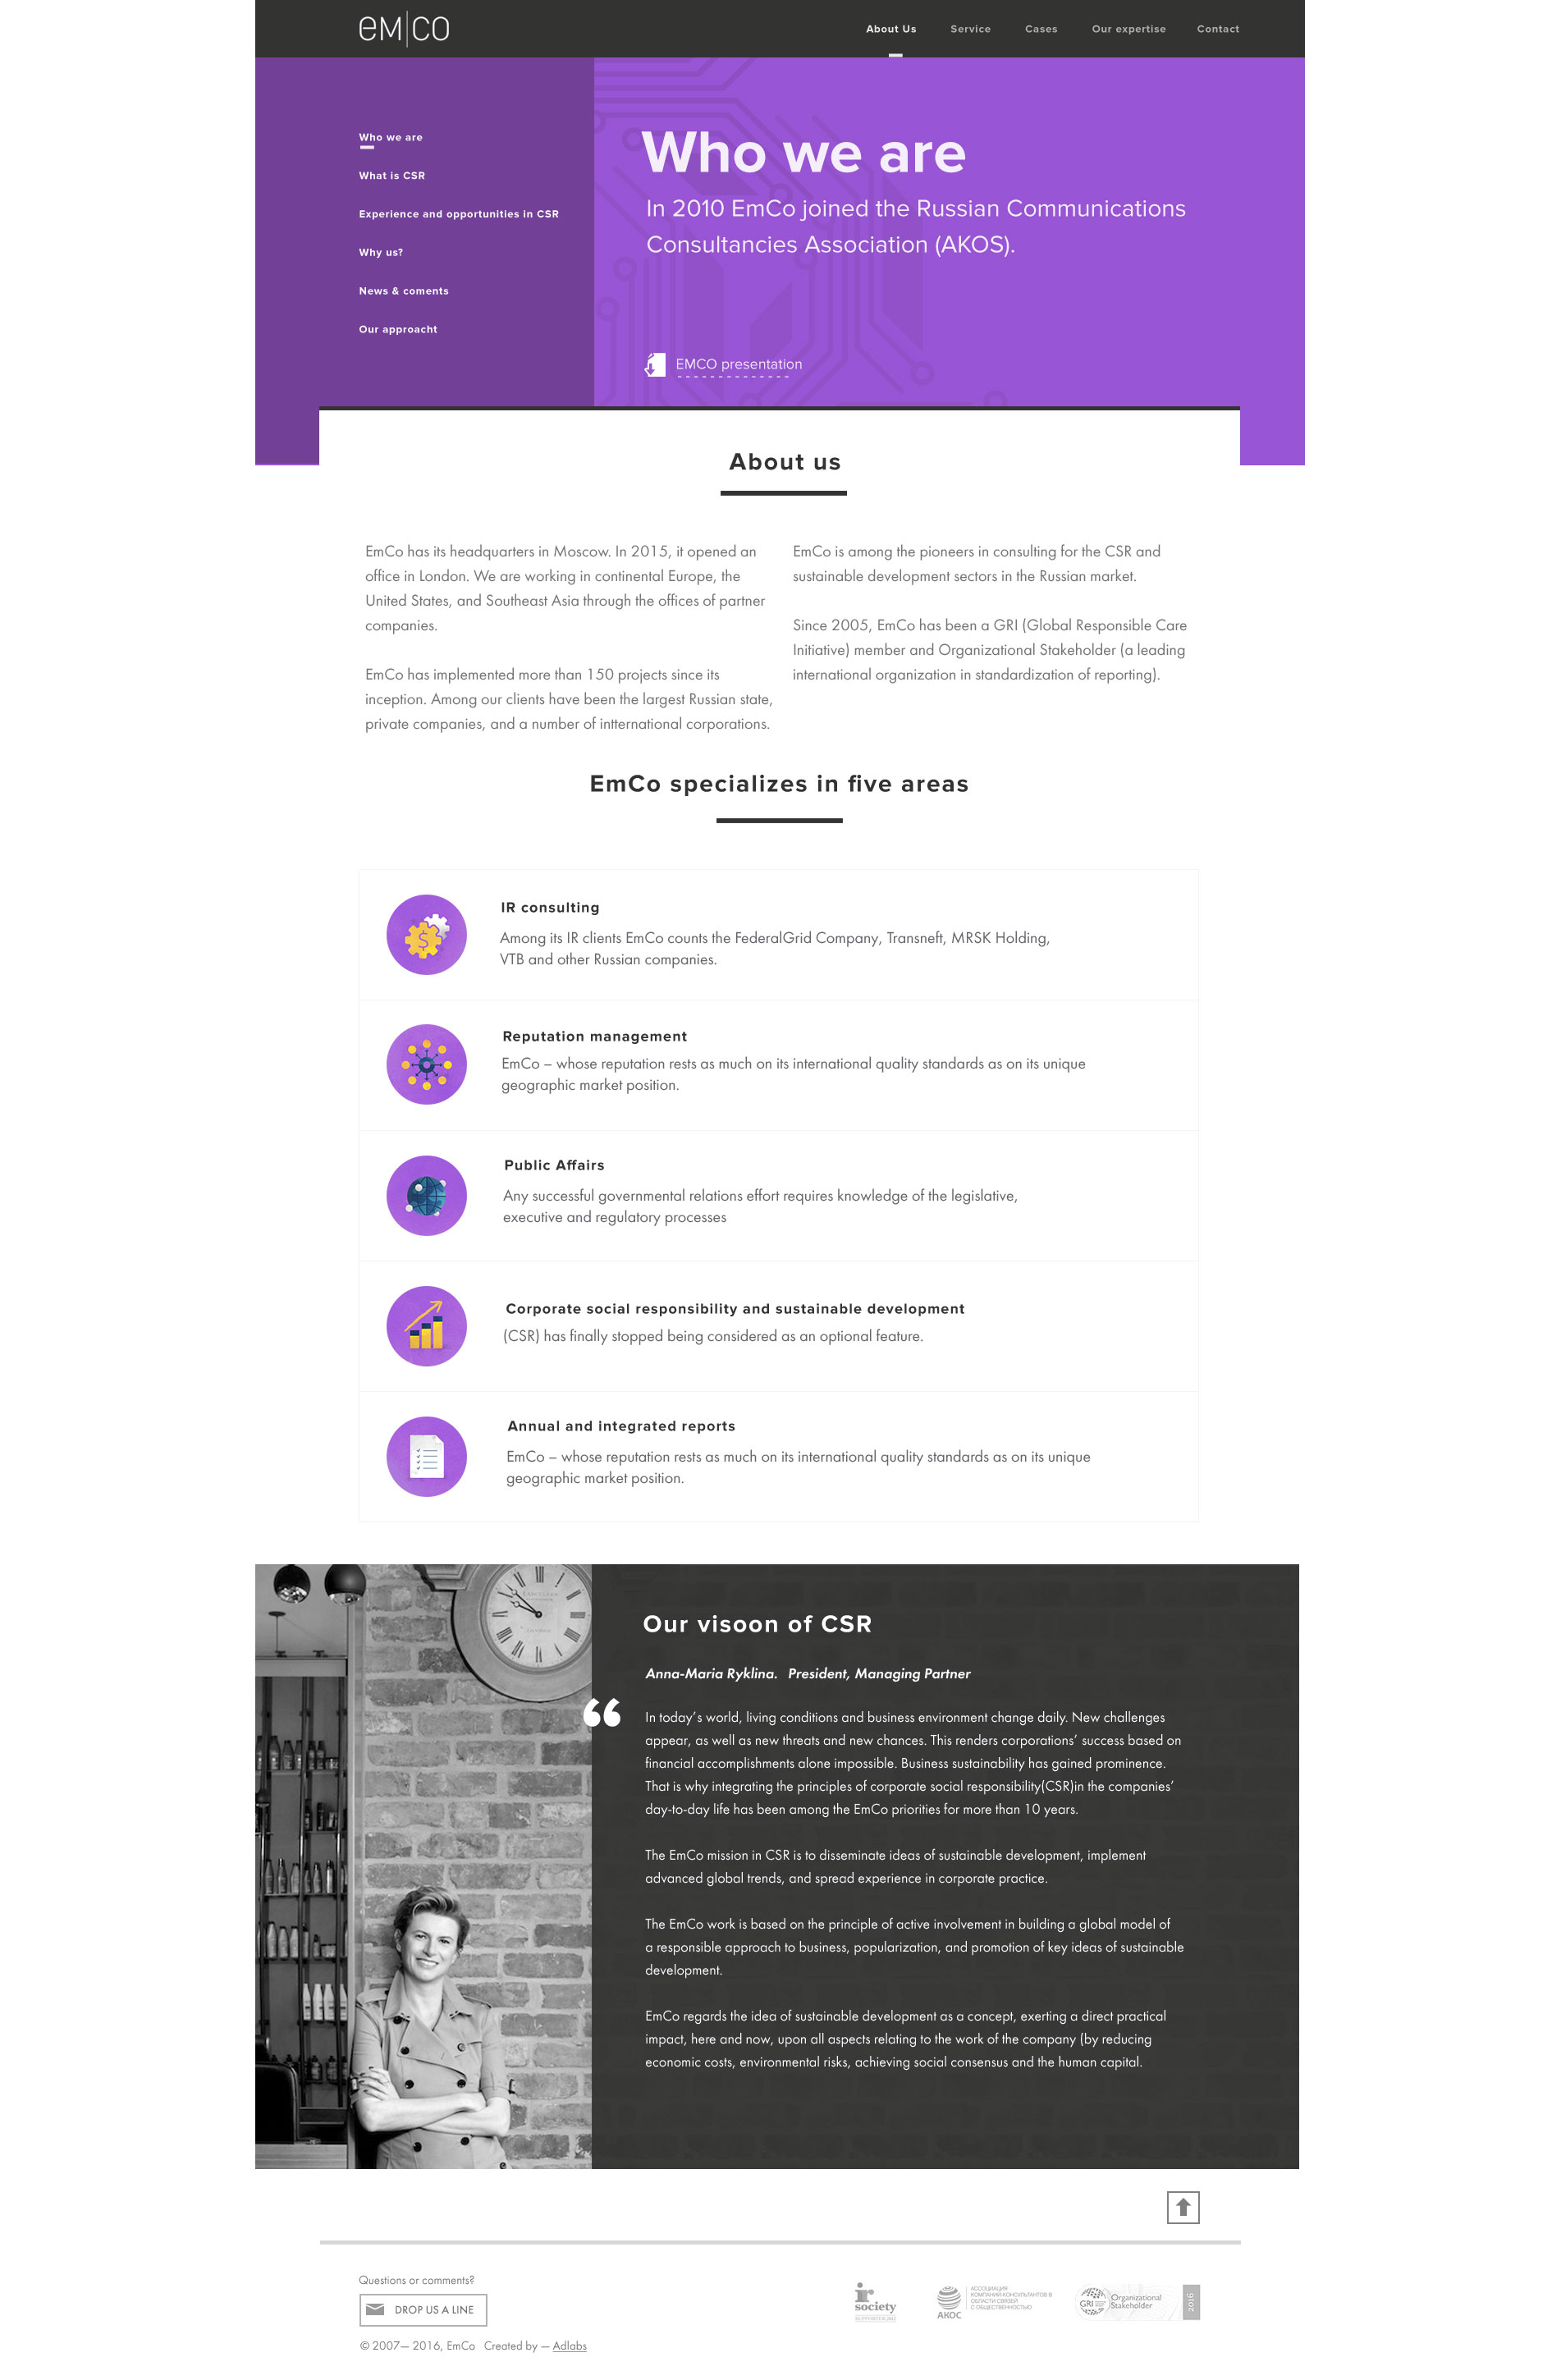 eM|CO
About Us
Service
Cases
Our expertise
Contact
Who we are
What is CSR
Experience and opportunities in CSR
Why us?
News & coments
Our approacht
Who we are
In 2010 EmCo joined the Russian Communications
Consultancies Association (AKOS).
EMCO presentation
About us
EmCo has its headquarters in Moscow. In 2015, it opened an
office in London. We are working in continental Europe, the
United States, and Southeast Asia through the offices of partner
companies.
EmCo has implemented more than 150 projects since its
inception. Among our clients have been the largest Russian state,
private companies, and a number of intternational corporations.
EmCo is among the pioneers in consulting for the CSR and
sustainable development sectors in the Russian market.
Since 2005, EmCo has been a GRI (Global Responsible Care
Initiative) member and Organizational Stakeholder (a leading
international organization in standardization of reporting).
EmCo specializes in five areas
IR consulting
Among its IR clients EmCo counts the FederalGrid Company, Transneft, MRSK Holding,
VTB and other Russian companies.
Reputation management
EmCo – whose reputation rests as much on its international quality standards as on its unique
geographic market position.
Public Affairs
Any successful governmental relations effort requires knowledge of the legislative,
executive and regulatory processes
Corporate social responsibility and sustainable development
(CSR) has finally stopped being considered as an optional feature.
Annual and integrated reports
EmCo – whose reputation rests as much on its international quality standards as on its unique
geographic market position.
Our visoon of CSR
Anna-Maria Ryklina. President, Managing Partner
“
In today’s world, living conditions and business environment change daily. New challenges
appear, as well as new threats and new chances. This renders corporations’ success based on
financial accomplishments alone impossible. Business sustainability has gained prominence.
That is why integrating the principles of corporate social responsibility(CSR)in the companies’
day-to-day life has been among the EmCo priorities for more than 10 years.
The EmCo mission in CSR is to disseminate ideas of sustainable development, implement
advanced global trends, and spread experience in corporate practice.
The EmCo work is based on the principle of active involvement in building a global model of
a responsible approach to business, popularization, and promotion of key ideas of sustainable
development.
EmCo regards the idea of sustainable development as a concept, exerting a direct practical
impact, here and now, upon all aspects relating to the work of the company (by reducing
economic costs, environmental risks, achieving social consensus and the human capital.
Questions or comments?
DROP US A LINE
© 2007— 2016, EmCo Created by — Adlabs
ir
society
АКОС
АССОЦИАЦИЯ
КОМПАНИЙ-КОНСУЛЬТАНТОВ В
ОБЛАСТИ СВЯЗЕЙ
С ОБЩЕСТВЕННОСТЬЮ
GRI
Organizational
Stakeholder
2016